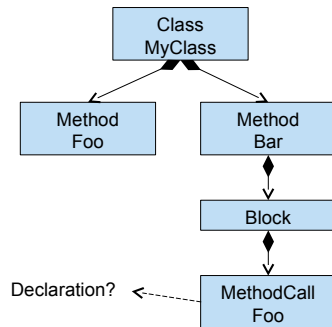 Class
MyClass
Method
Foo
Method
Bar
Block
Declaration?
MethodCall
Foo